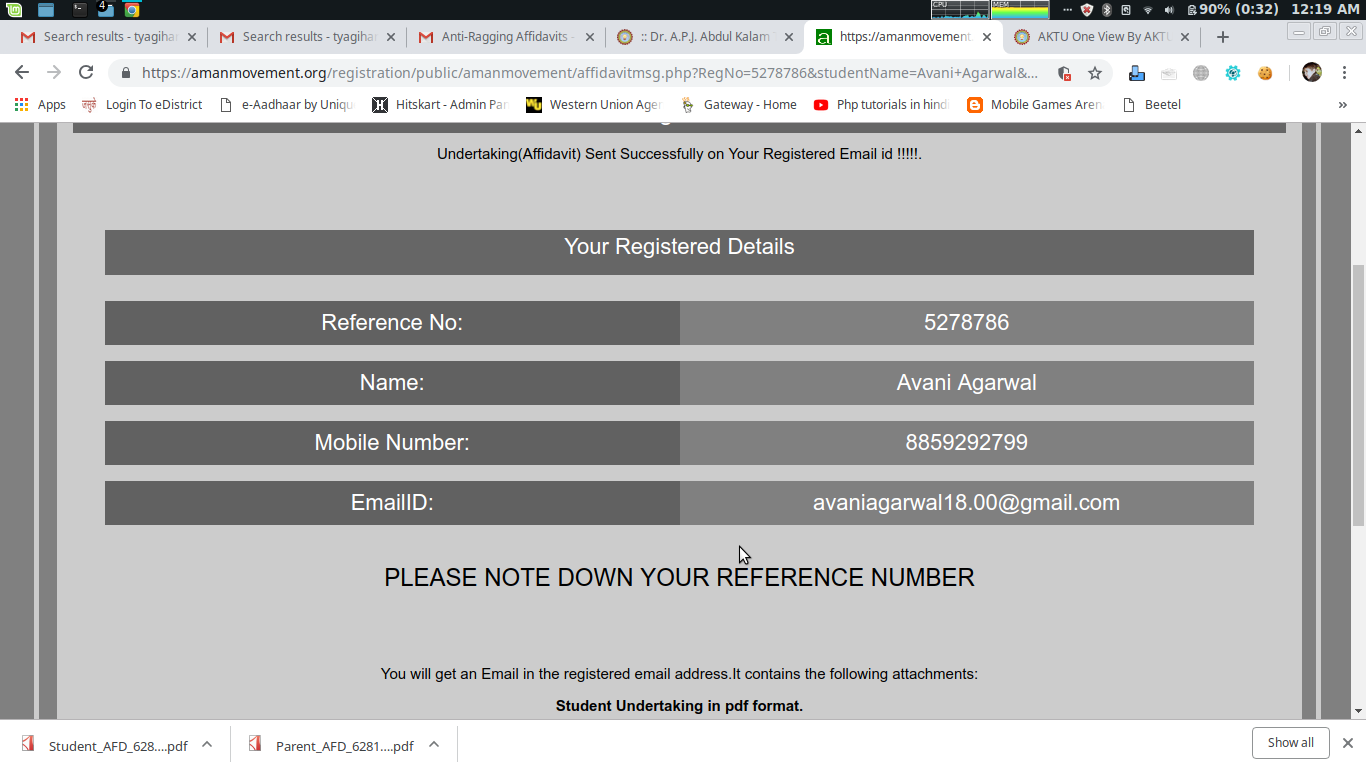 4
CPU
MEM
90% (0:32) 12:19 AM
Search results - tyagihar
Search results - tyagihar
Anti-Ragging Affidavits -
:: Dr. A.P.J. Abdul Kalam T
https://amanmovement.
AKTU One View By AKTU
https://amanmovement.org/registration/public/amanmovement/affidavitmsg.php?RegNo=5278786&studentName=Avani+Agarwal&...
Apps
Login To eDistrict
e-Aadhaar by Uniqu
Hitskart - Admin Par
Western Union Agen
Gateway - Home
Php tutorials in hindi
Mobile Games Aren
Beetel
»
Undertaking(Affidavit) Sent Successfully on Your Registered Email id !!!!!.
Your Registered Details
Reference No: 5278786
Name: Avani Agarwal
Mobile Number: 8859292799
EmailID: avaniagarwal18.00@gmail.com
PLEASE NOTE DOWN YOUR REFERENCE NUMBER
You will get an Email in the registered email address.It contains the following attachments:
Student Undertaking in pdf format.
Student_AFD_628....pdf
Parent_AFD_6281....pdf
Show all